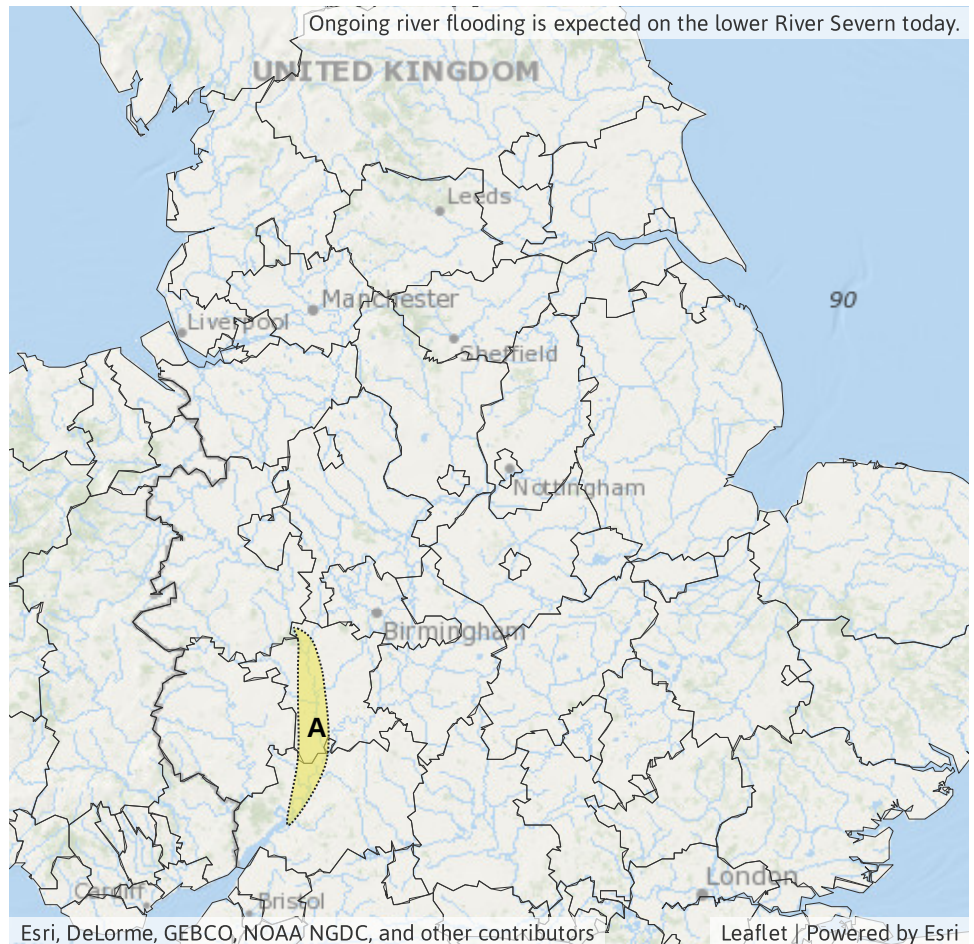 Ongoing river flooding is expected on the lower River Severn today.
UNITED KINGDOM
Leeds
90
Manchester
Liverpool
Sheffield
Nottingham
Birmingham
A
London
Cardiff
Bristol
Esri, DeLorme, GEBCO, NOAA NGDC, and other contributors
Leaflet | Powered by Esri